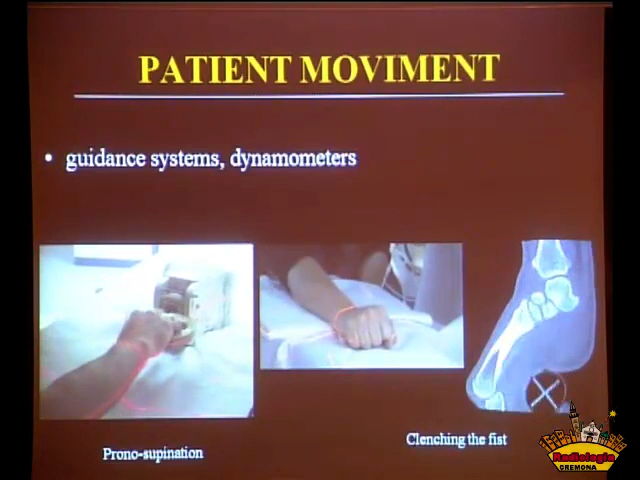 PATIENT MOVIMENT
• guidance systems, dynamometers
Prono-supination
Clenching the fist
Radiologia
CREMONA